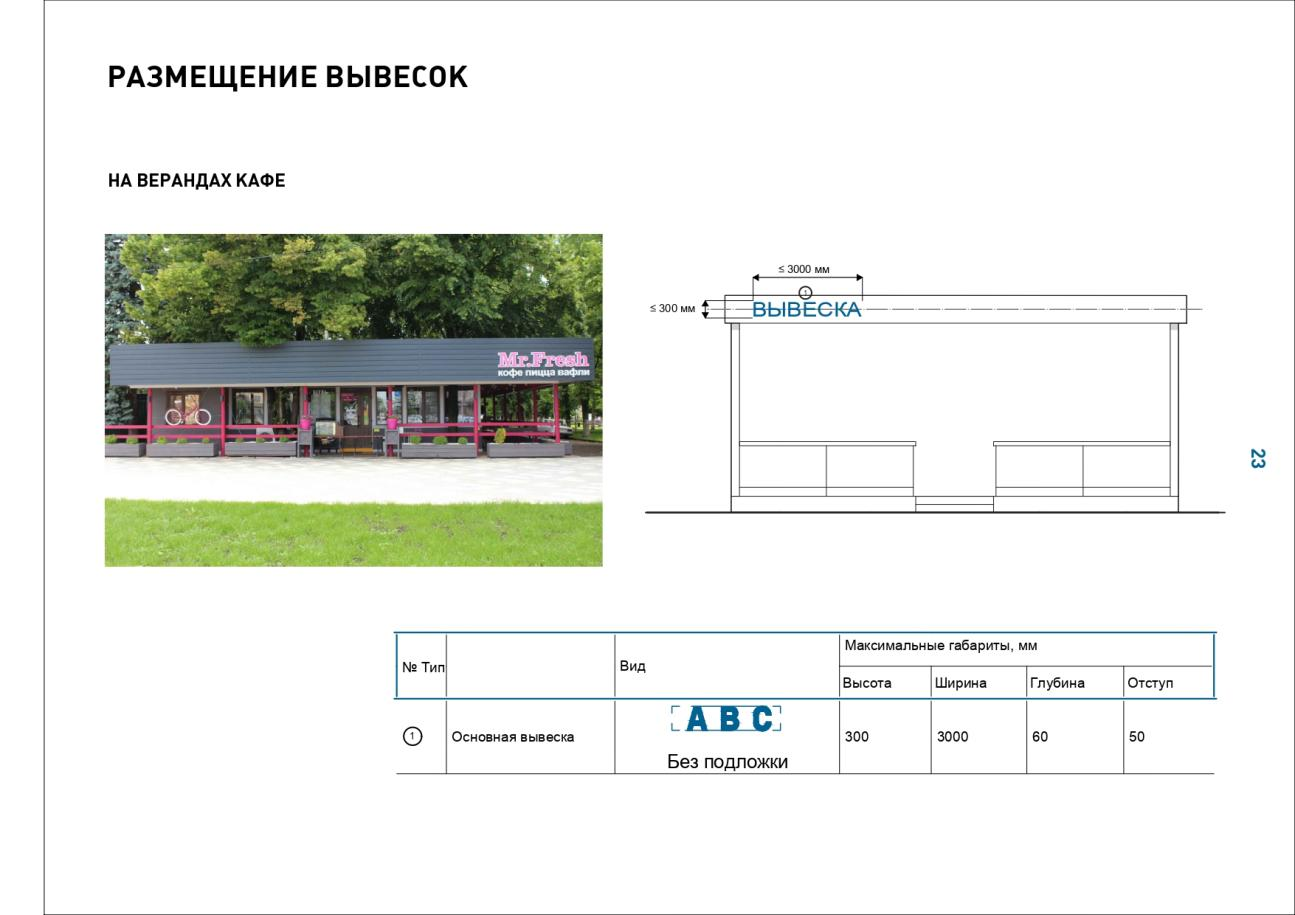 РАЗМЕЩЕНИЕ ВЫВЕСОК
НА ВЕРАНДАХ КАФЕ
Mr.Fresh
кофе пицца вафли
≤ 3000 мм
1
≤ 300 мм
ВЫВЕСКА
23
№ Тип
Вид
Максимальные габариты, мм
Высота Ширина Глубина Отступ
1 Основная вывеска ABC 300 3000 60 50
Без подложки